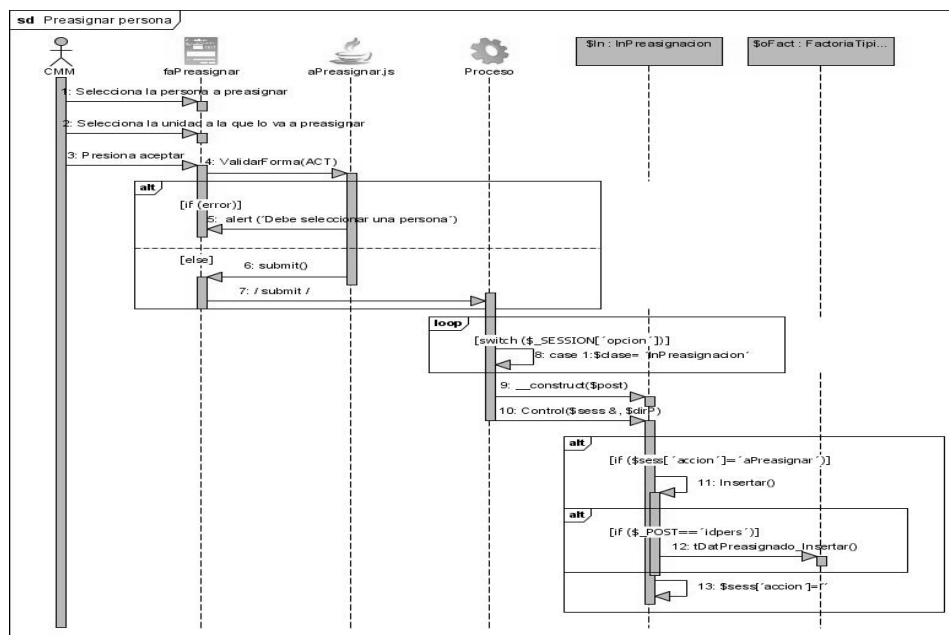 sd Preasignar persona
$In : InPreasignacion
$oFact : FactoriaTipi...
CMM
faPreasignar
aPreasignar.js
Proceso
1: Selecciona la persona a preasignar
2: Selecciona la unidad a la que lo va a preasignar
3: Presiona aceptar
4: ValidarForma(ACT)
alt
[if (error)]
5: alert (´Debe seleccionar una persona´)
[else]
6: submit()
7: / submit /
loop
[switch ($_SESSION[´opcion´])]
8: case 1:$clase= ´InPreasignacion´
9: __construct($post)
10: Control($sess &, $dirP)
alt
[if ($sess[ ´accion´]=´aPreasignar´)]
11: Insertar()
alt
[if ($_POST==´idpers´)]
12: tDatPreasignado_Insertar()
13: $sess[´accion´]=´´